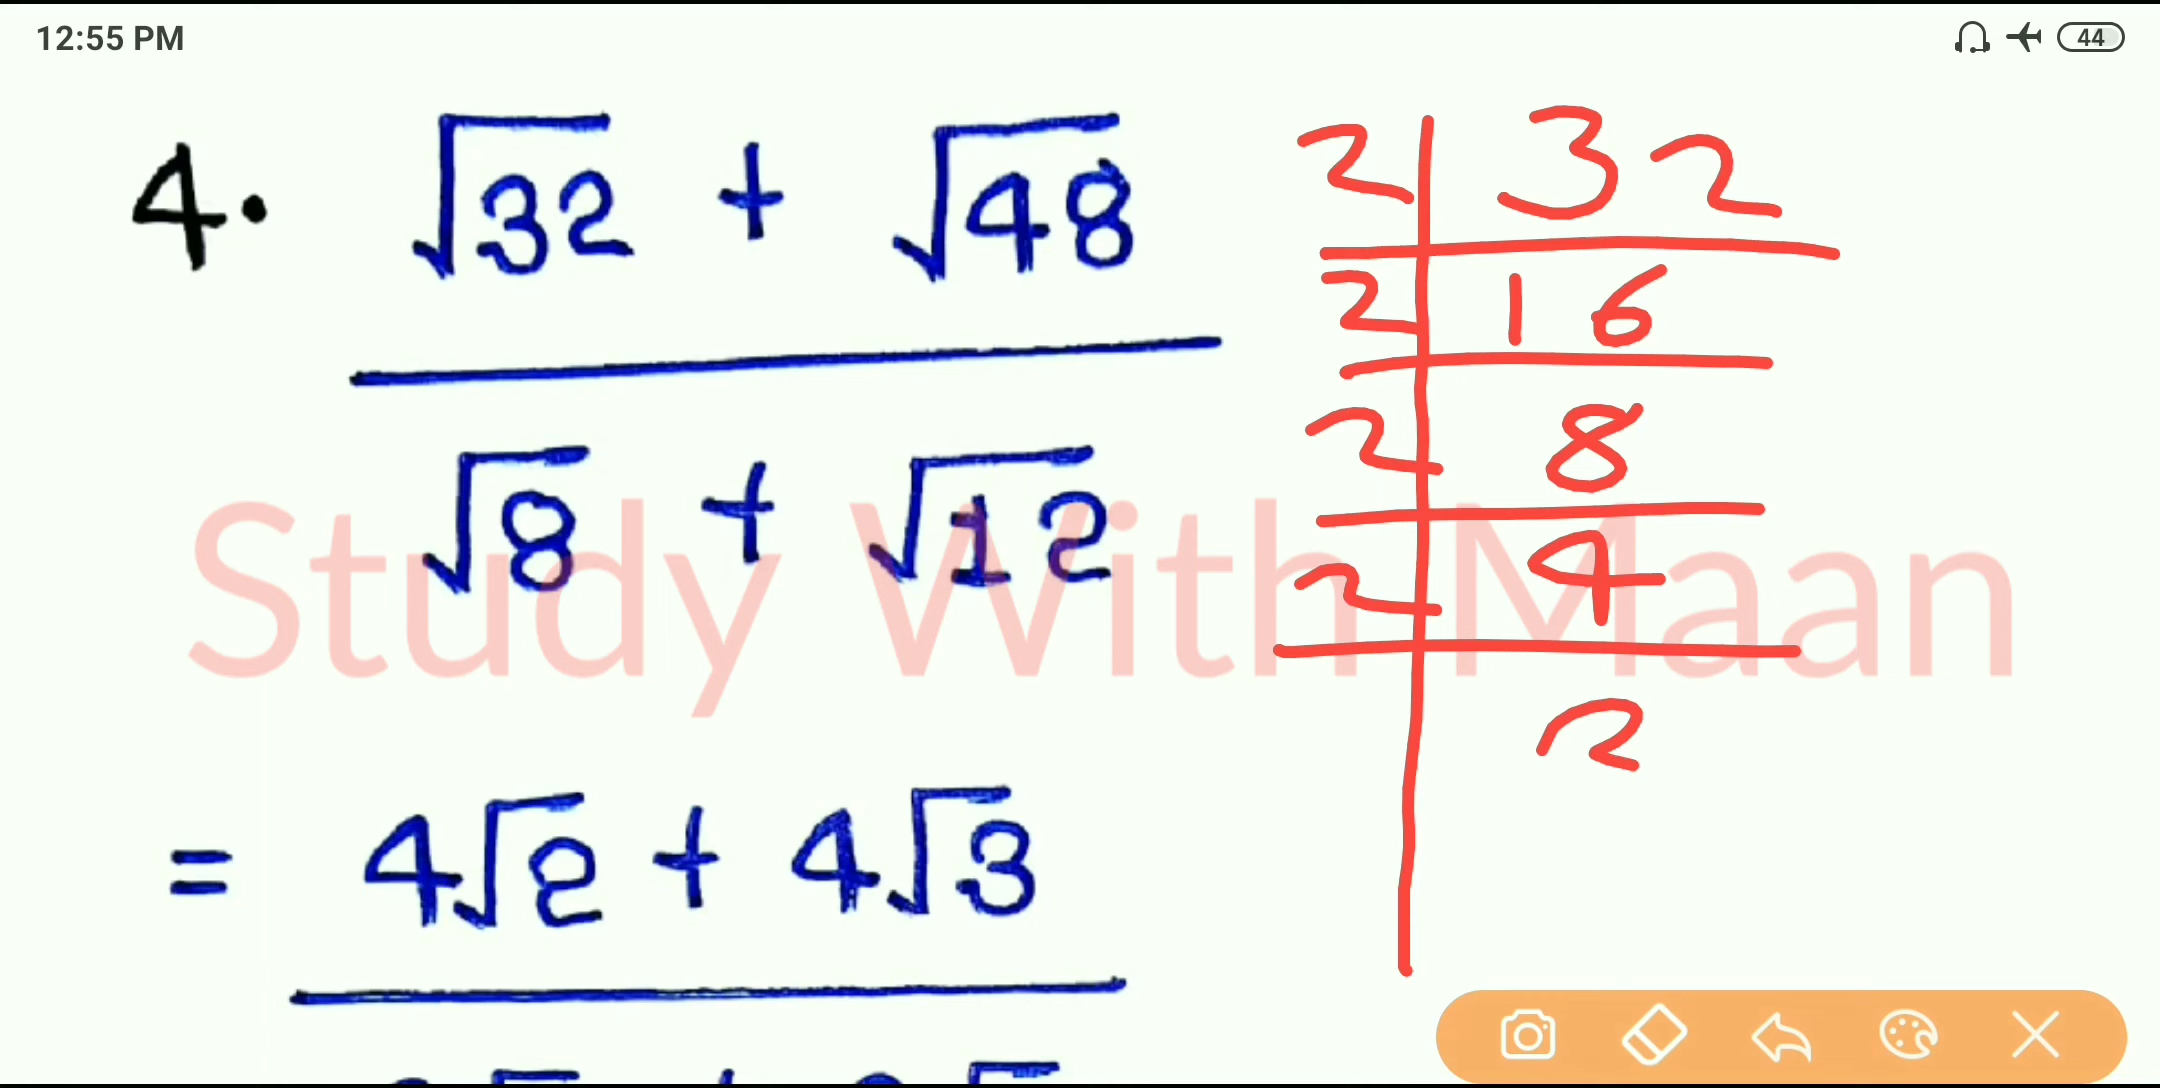 12:55 PM 44
4. √32 + √48
√8 + √12
= 4√2 + 4√3
2 32
2 16
2 8
2 4
2
Study With Maan